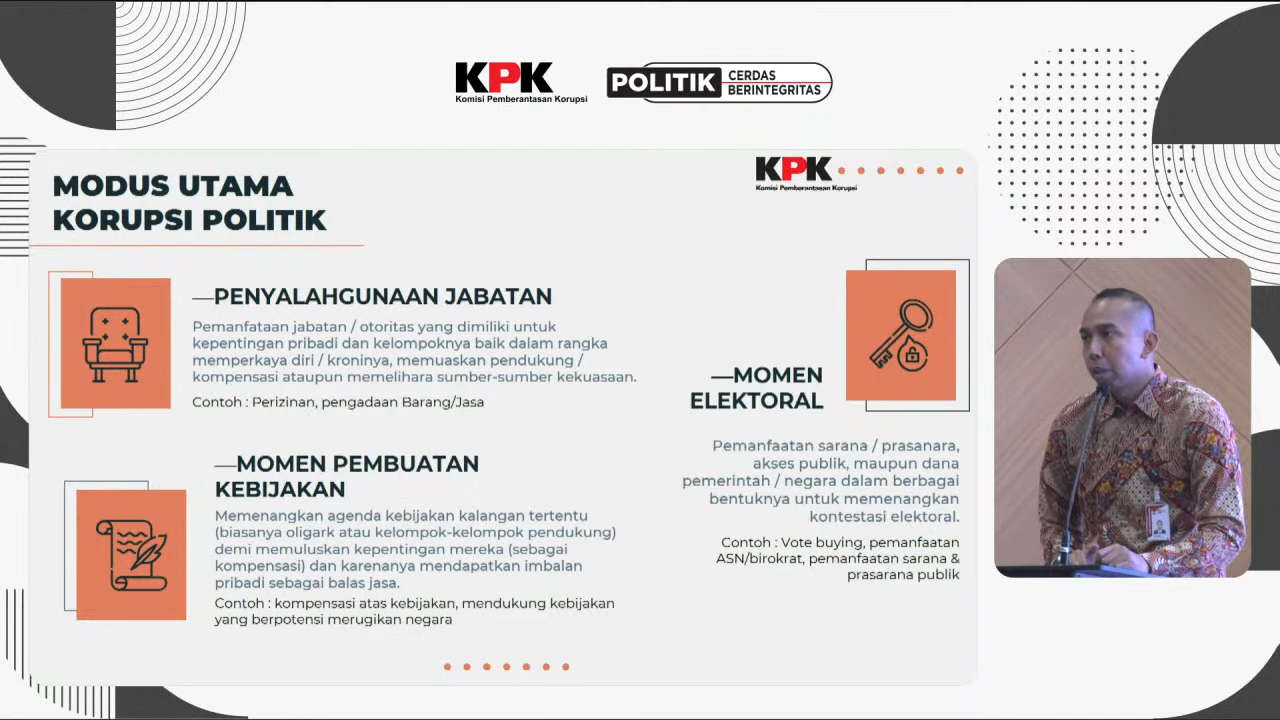 KPK
Komisi Pemberantasan Korupsi
POLITIK
CERDAS
BERINTEGRITAS
KPK
Komisi Pemberantasan Korupsi
MODUS UTAMA
KORUPSI POLITIK
—PENYALAHGUNAAN JABATAN
Pemanfataan jabatan / otoritas yang dimiliki untuk
kepentingan pribadi dan kelompoknya baik dalam rangka
memperkaya diri / kroninya, memuaskan pendukung /
kompensasi ataupun memelihara sumber-sumber kekuasaan.
Contoh : Perizinan, pengadaan Barang/Jasa
—MOMEN PEMBUATAN
KEBIJAKAN
Memenangkan agenda kebijakan kalangan tertentu
(biasanya oligark atau kelompok-kelompok pendukung)
demi memuluskan kepentingan mereka (sebagai
kompensasi) dan karenanya mendapatkan imbalan
pribadi sebagai balas jasa.
Contoh : kompensasi atas kebijakan, mendukung kebijakan
yang berpotensi merugikan negara
—MOMEN
ELEKTORAL
Pemanfaatan sarana / prasanara,
akses publik, maupun dana
pemerintah / negara dalam berbagai
bentuknya untuk memenangkan
kontestasi elektoral.
Contoh : Vote buying, pemanfaatan
ASN/birokrat, pemanfaatan sarana &
prasarana publik